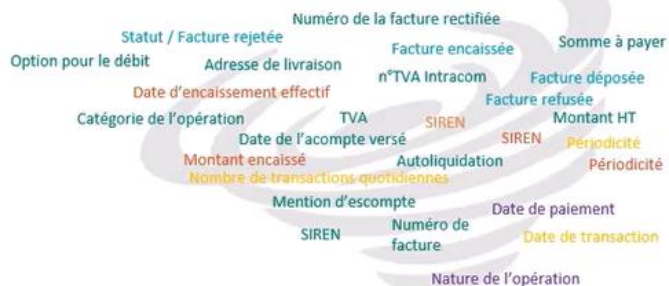 Numéro de la facture rectifiée
Statut / Facture rejetée
Facture encaissée
Somme à payer
Option pour le débit
Adresse de livraison
n°TVA Intracom
Facture déposée
Date d'encaissement effectif
Facture refusée
Catégorie de l'opération
TVA
SIREN
Montant HT
Date de l'acompte versé
SIREN
Périodicité
Montant encaissé
Autoliquidation
Périodicité
Nombre de transactions quotidiennes
Mention d'escompte
Date de paiement
SIREN
Numéro de
facture
Date de transaction
Nature de l'opération